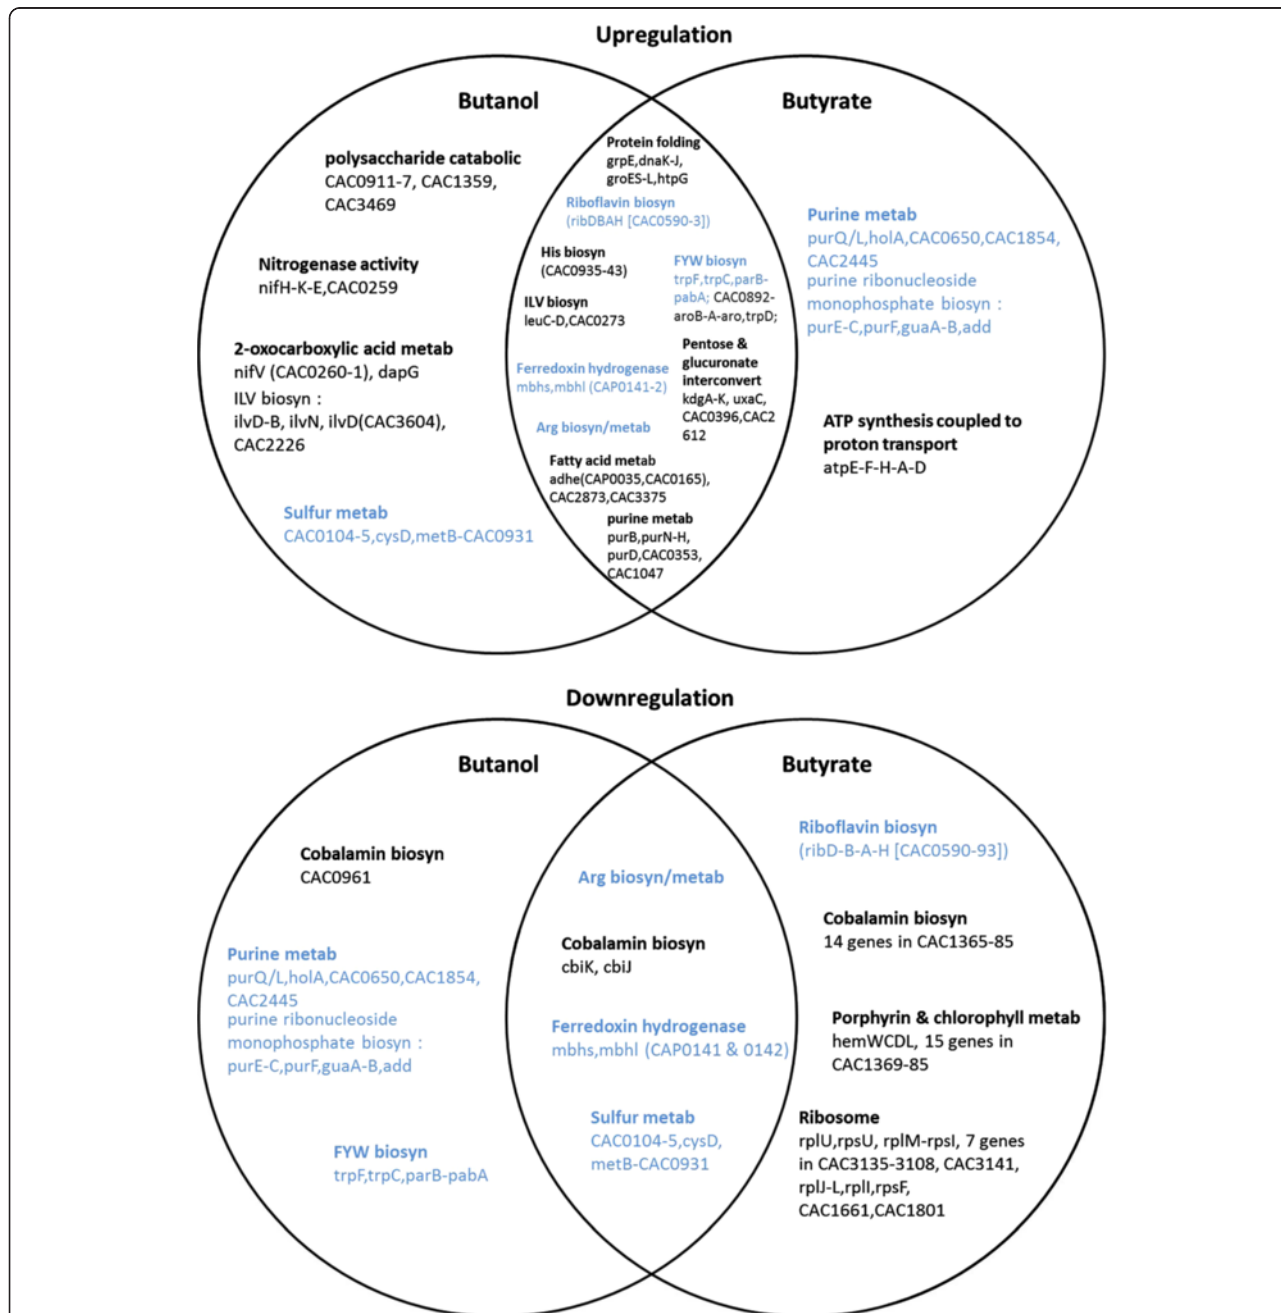 Upregulation
Butanol
Butyrate
polysaccharide catabolic
CAC0911-7, CAC1359,
CAC3469
Nitrogenase activity
nifH-K-E,CAC0259
2-oxocarboxylic acid metab
nifV (CAC0260-1), dapG
ILV biosyn :
ilvD-B, ilvN, ilvD(CAC3604),
CAC2226
Sulfur metab
CAC0104-5,cysD,metB-CAC0931
Protein folding
grpE,dnaK-J,
groES-L,htpG
Riboflavin biosyn
(ribDBAH [CAC0590-3])
His biosyn
(CAC0935-43)
FYW biosyn
trpF,trpC,parB-
pabA; CAC0892-
aroB-A-aro,trpD;
ILV biosyn
leuC-D,CAC0273
Pentose &
glucuronate
interconvert
kdgA-K, uxaC,
CAC0396,CAC2
612
Ferredoxin hydrogenase
mbhs,mbhl (CAP0141-2)
Arg biosyn/metab
Fatty acid metab
adhe(CAP0035,CAC0165),
CAC2873,CAC3375
purine metab
purB,purN-H,
purD,CAC0353,
CAC1047
Purine metab
purQ/L,holA,CAC0650,CAC1854,
CAC2445
purine ribonucleoside
monophosphate biosyn :
purE-C,purF,guaA-B,add
ATP synthesis coupled to
proton transport
atpE-F-H-A-D
Downregulation
Butanol
Butyrate
Cobalamin biosyn
CAC0961
Purine metab
purQ/L,holA,CAC0650,CAC1854,
CAC2445
purine ribonucleoside
monophosphate biosyn :
purE-C,purF,guaA-B,add
FYW biosyn
trpF,trpC,parB-pabA
Arg biosyn/metab
Cobalamin biosyn
cbiK, cbiJ
Ferredoxin hydrogenase
mbhs,mbhl (CAP0141 & 0142)
Sulfur metab
CAC0104-5,cysD,
metB-CAC0931
Riboflavin biosyn
(ribD-B-A-H [CAC0590-93])
Cobalamin biosyn
14 genes in CAC1365-85
Porphyrin & chlorophyll metab
hemWCDL, 15 genes in
CAC1369-85
Ribosome
rplU,rpsU, rplM-rpsI, 7 genes
in CAC3135-3108, CAC3141,
rplJ-L,rplI,rpsF,
CAC1661,CAC1801